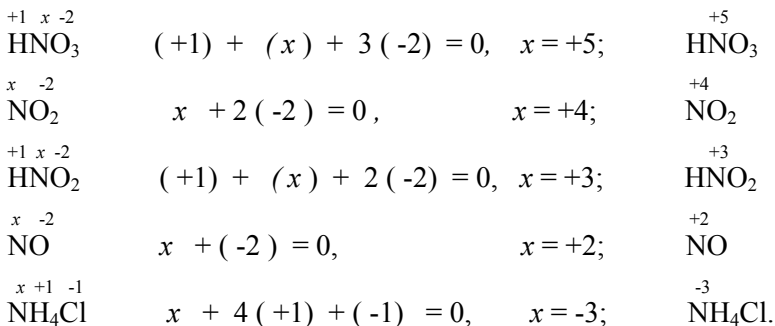 +1 x -2 +5
HNO₃ ( +1) + (x ) + 3 ( -2) = 0, x = +5; HNO₃
x -2 +4
NO₂ x + 2 ( -2 ) = 0 , x = +4; NO₂
+1 x -2 +3
HNO₂ ( +1) + (x ) + 2 ( -2) = 0, x = +3; HNO₂
x -2 +2
NO x + ( -2 ) = 0, x = +2; NO
x +1 -1 -3
NH₄Cl x + 4 ( +1) + ( -1) = 0, x = -3; NH₄Cl.